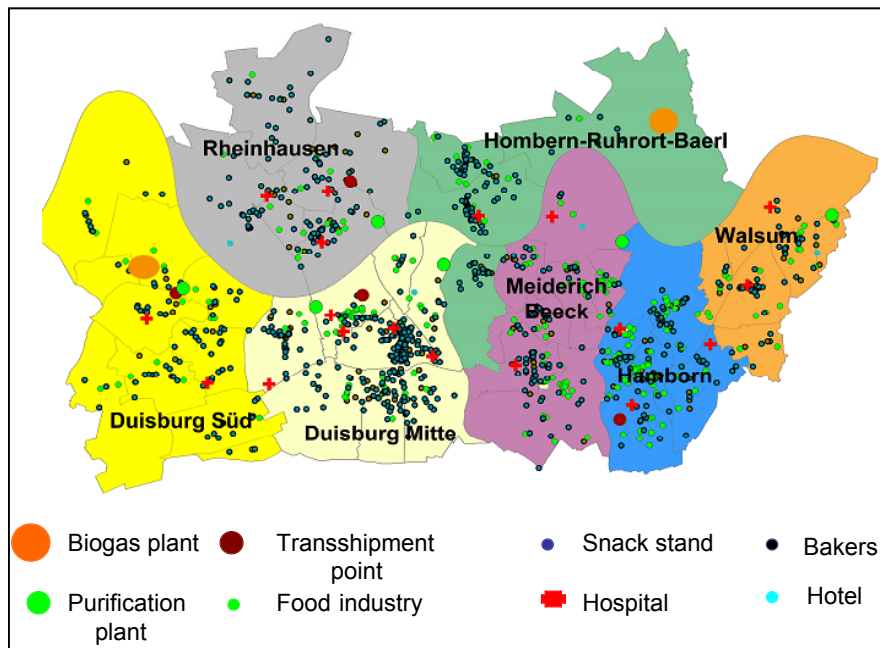 Rheinhausen
Hombern-Ruhrort-Baerl
Walsum
Meiderich
Beeck
Hamborn
Duisburg Süd
Duisburg Mitte
Biogas plant
Transshipment
point
Snack stand
Bakers
Purification
plant
Food industry
Hospital
Hotel